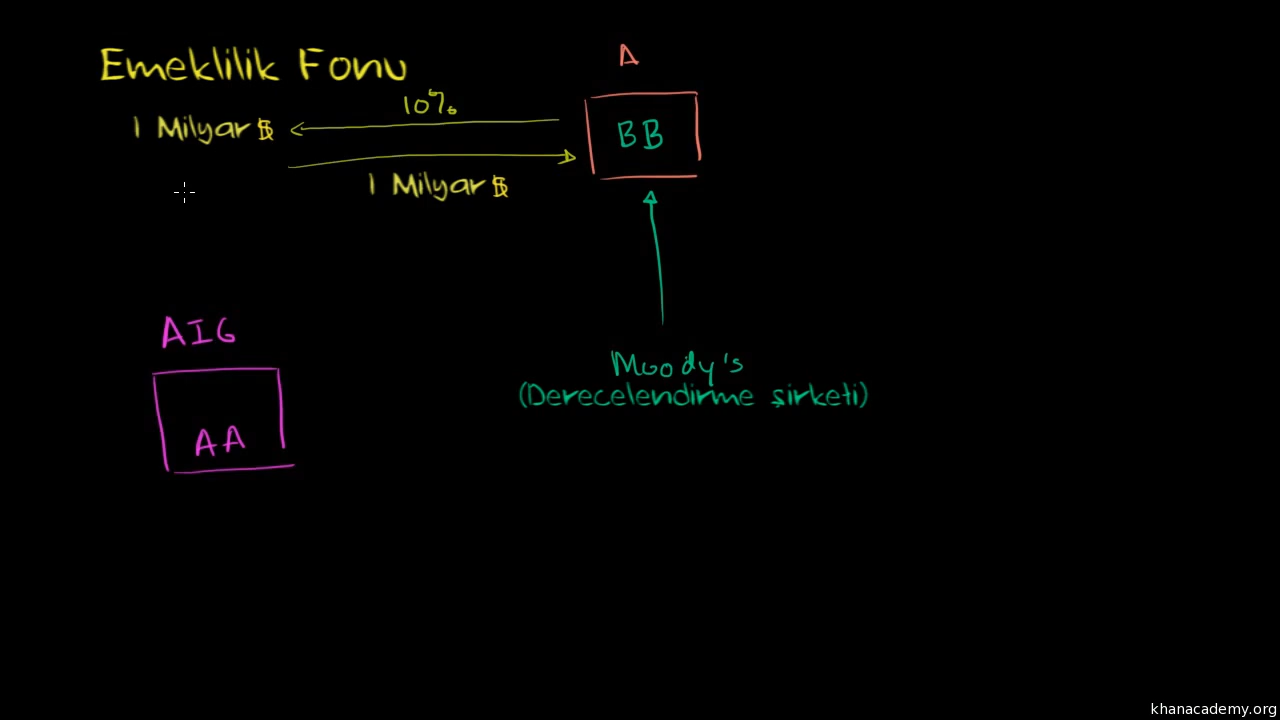 Emeklilik Fonu
A
10%
1 Milyar $
BB
1 Milyar $
AIG
AA
Moody's
(Derecelendirme şirketi)
khanacademy.org